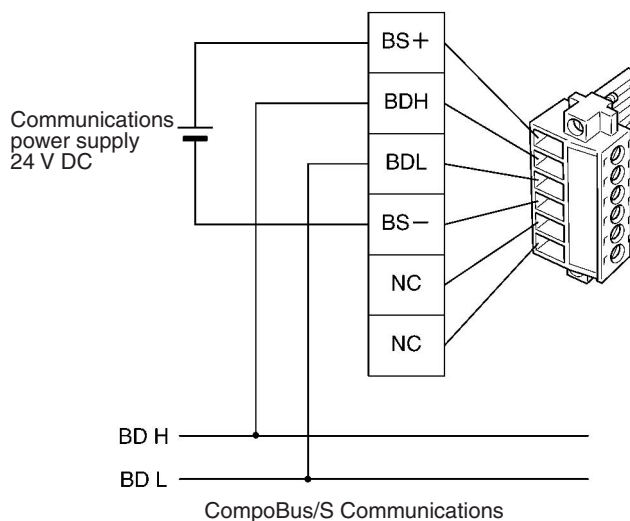 BS+
BDH
Communications
power supply
24 V DC
BDL
BS−
NC
NC
BD H
BD L
CompoBus/S Communications